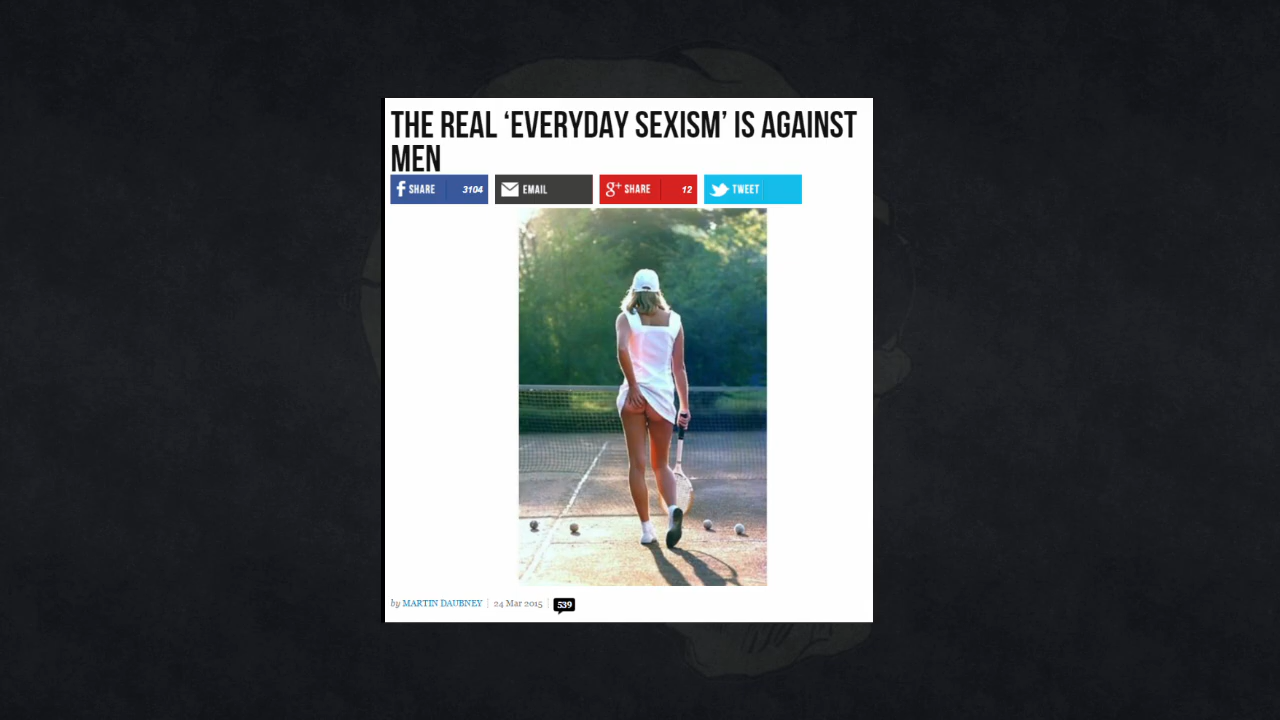 THE REAL ‘EVERYDAY SEXISM’ IS AGAINST
MEN
f SHARE 3104 EMAIL g+ SHARE 12 TWEET
by MARTIN DAUBNEY | 24 Mar 2015 | 539